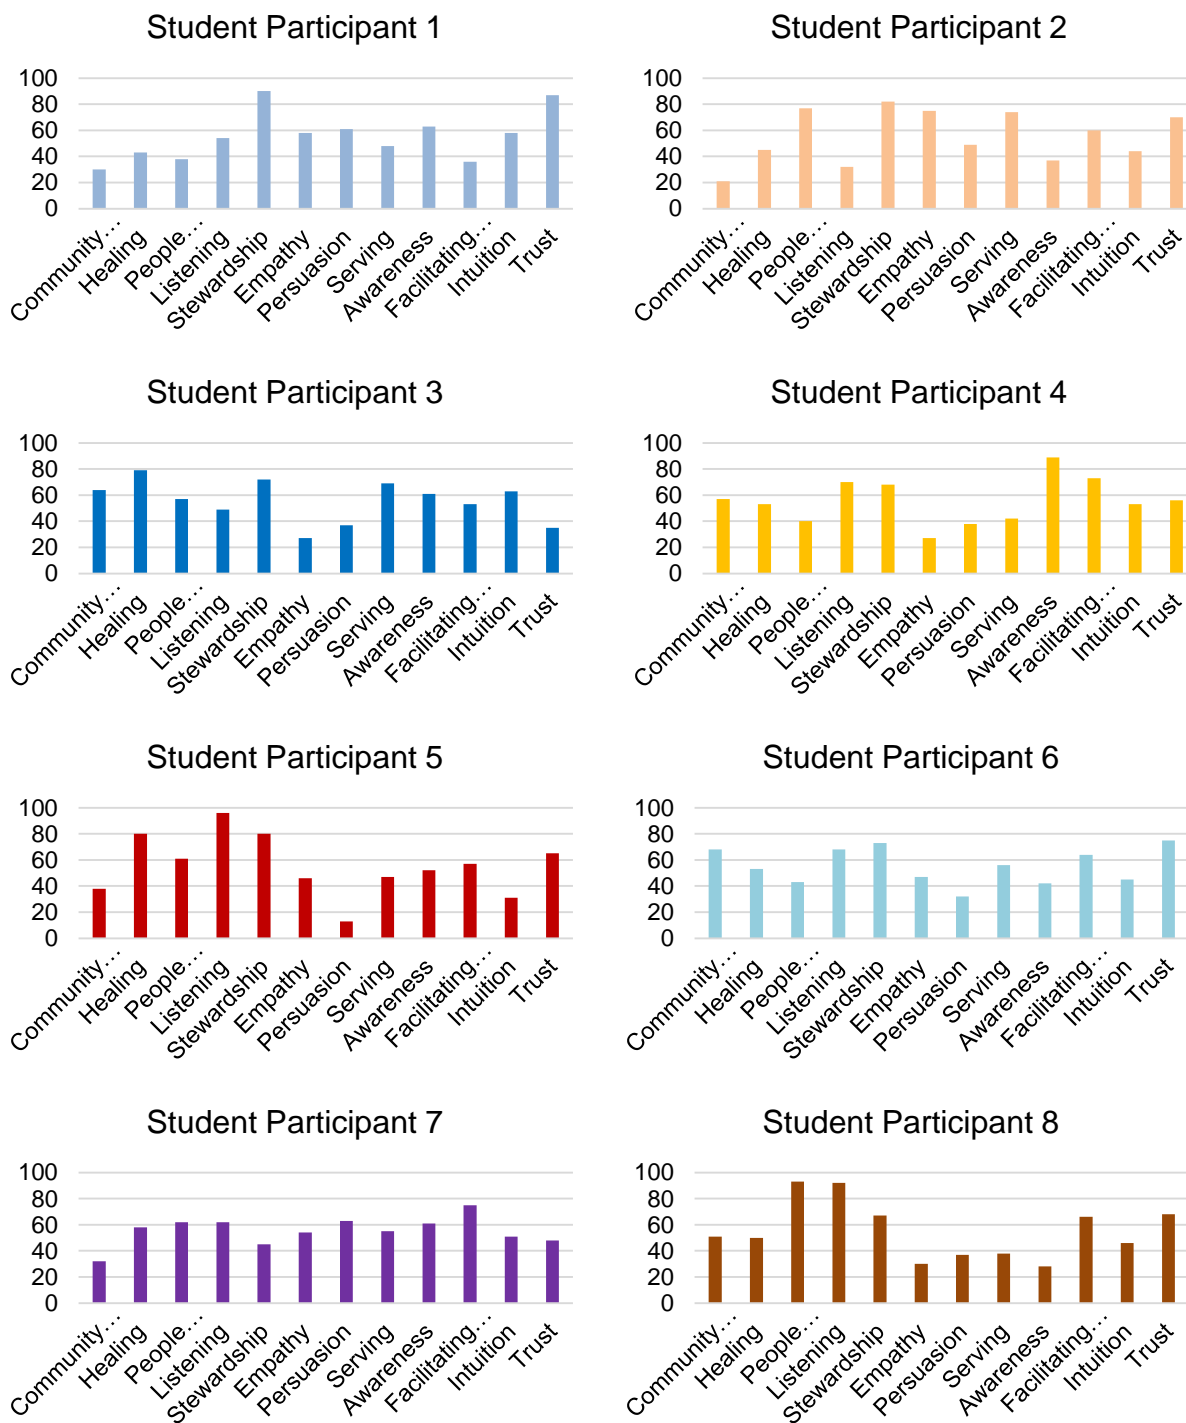 Student Participant 1
100
80
60
40
20
0
Community…
Healing
People…
Listening
Stewardship
Empathy
Persuasion
Serving
Awareness
Facilitating…
Intuition
Trust
Student Participant 2
100
80
60
40
20
0
Community…
Healing
People…
Listening
Stewardship
Empathy
Persuasion
Serving
Awareness
Facilitating…
Intuition
Trust
Student Participant 3
100
80
60
40
20
0
Community…
Healing
People…
Listening
Stewardship
Empathy
Persuasion
Serving
Awareness
Facilitating…
Intuition
Trust
Student Participant 4
100
80
60
40
20
0
Community…
Healing
People…
Listening
Stewardship
Empathy
Persuasion
Serving
Awareness
Facilitating…
Intuition
Trust
Student Participant 5
100
80
60
40
20
0
Community…
Healing
People…
Listening
Stewardship
Empathy
Persuasion
Serving
Awareness
Facilitating…
Intuition
Trust
Student Participant 6
100
80
60
40
20
0
Community…
Healing
People…
Listening
Stewardship
Empathy
Persuasion
Serving
Awareness
Facilitating…
Intuition
Trust
Student Participant 7
100
80
60
40
20
0
Community…
Healing
People…
Listening
Stewardship
Empathy
Persuasion
Serving
Awareness
Facilitating…
Intuition
Trust
Student Participant 8
100
80
60
40
20
0
Community…
Healing
People…
Listening
Stewardship
Empathy
Persuasion
Serving
Awareness
Facilitating…
Intuition
Trust